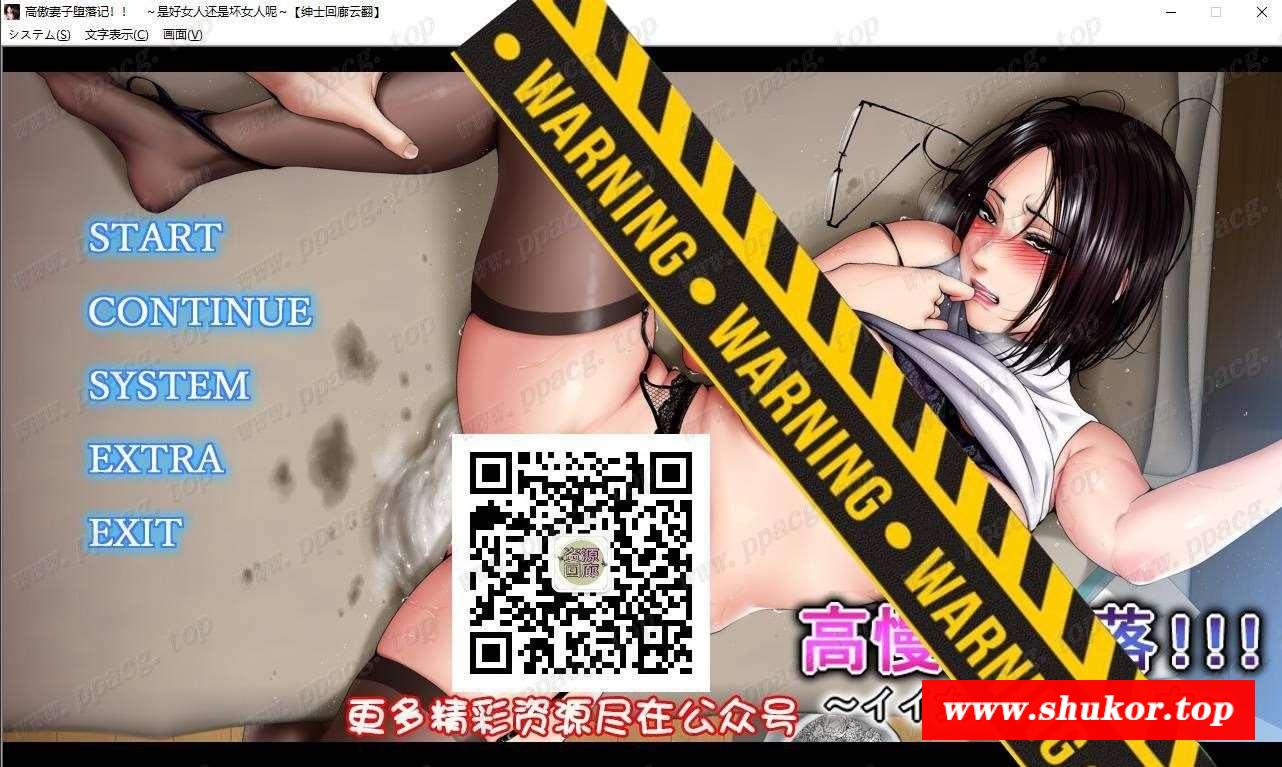 高傲妻子堕落记！！　～是好女人还是坏女人呢～【绅士回廊云翻】
システム(S) 文字表示(C) 画面(V)
WARNING
WARNING
WARNING
START
CONTINUE
SYSTEM
EXTRA
EXIT
资源
回廊
高慢
落!!!
～イイ
更多精彩资源尽在公众号
www.shukor.top
www.ppacg.top